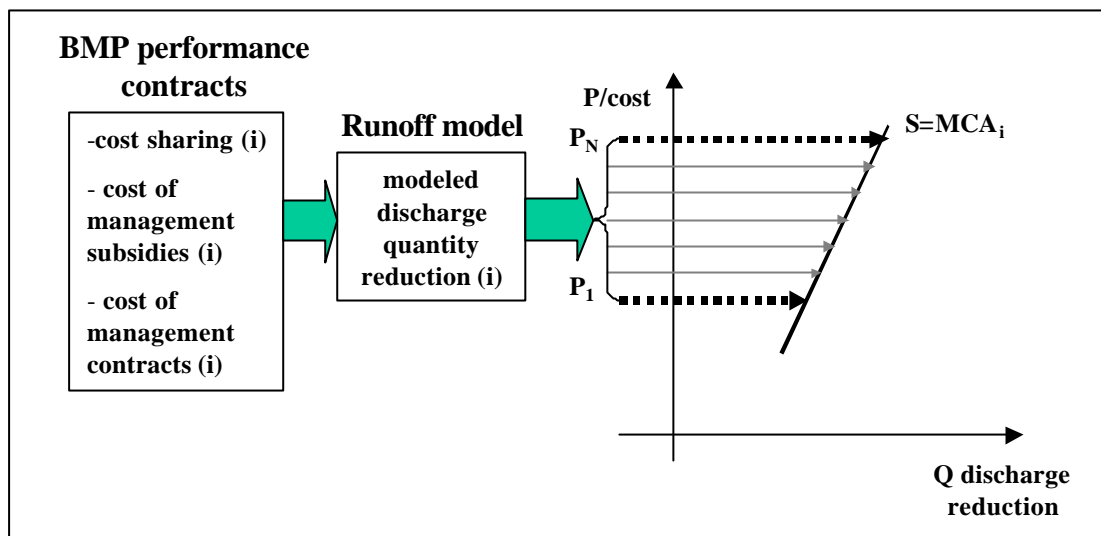 BMP performance
contracts
-cost sharing (i)
- cost of
management
subsidies (i)
- cost of
management
contracts (i)
Runoff model
modeled
discharge
quantity
reduction (i)
P/cost
P_N
P_1
S=MCA_i
Q discharge
reduction